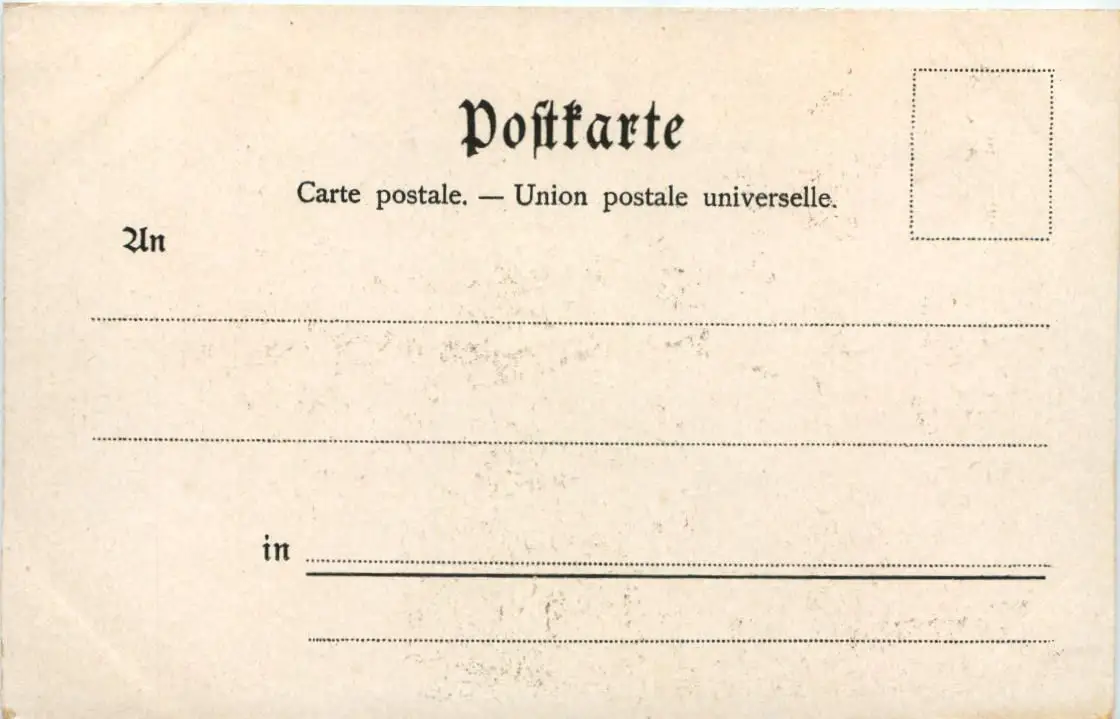 Poſtkarte
Carte postale. — Union postale universelle.
An
in